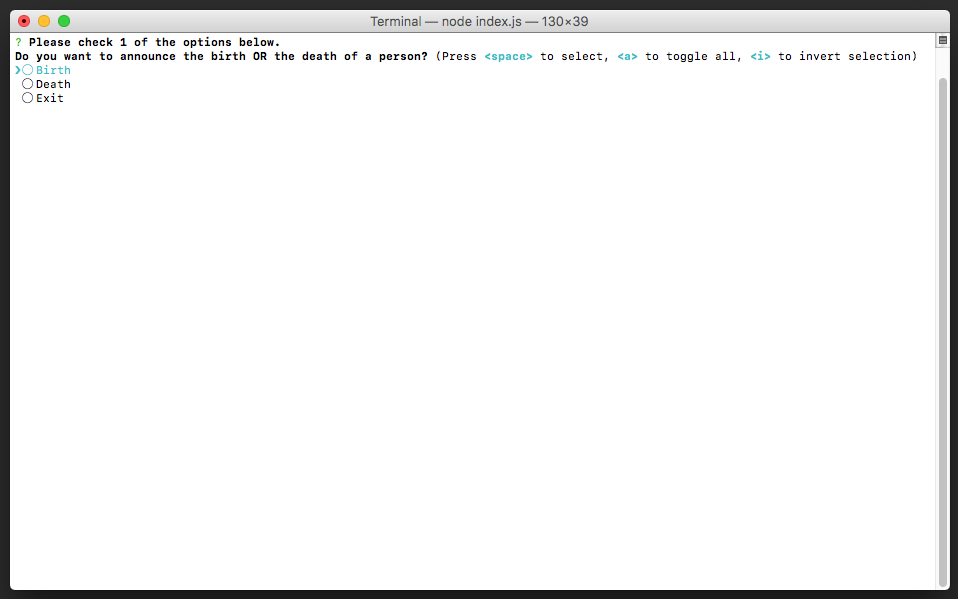 Terminal — node index.js — 130×39
? Please check 1 of the options below.
Do you want to announce the birth OR the death of a person? (Press <space> to select, <a> to toggle all, <i> to invert selection)
❯◯ Birth
◯ Death
◯ Exit